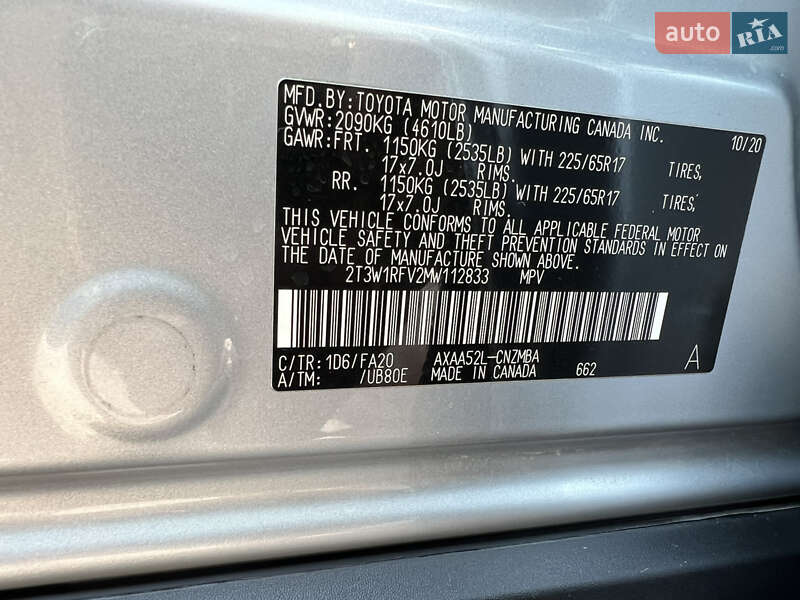 auto RIA .com
MFD.BY:TOYOTA MOTOR MANUFACTURING CANADA INC.
GVWR:2090KG (4610LB) 10/20
GAWR:FRT. 1150KG (2535LB) WITH 225/65R17 TIRES,
17x7.0J RIMS.
RR. 1150KG (2535LB) WITH 225/65R17 TIRES,
17x7.0J RIMS.
THIS VEHICLE CONFORMS TO ALL APPLICABLE FEDERAL MOTOR
VEHICLE SAFETY AND THEFT PREVENTION STANDARDS IN EFFECT ON
THE DATE OF MANUFACTURE SHOWN ABOVE.
2T3W1RFV2MW112833 MPV
C/TR:1D6/FA20 AXAA52L-CNZMBA
A/TM: /UB80E MADE IN CANADA 662 A